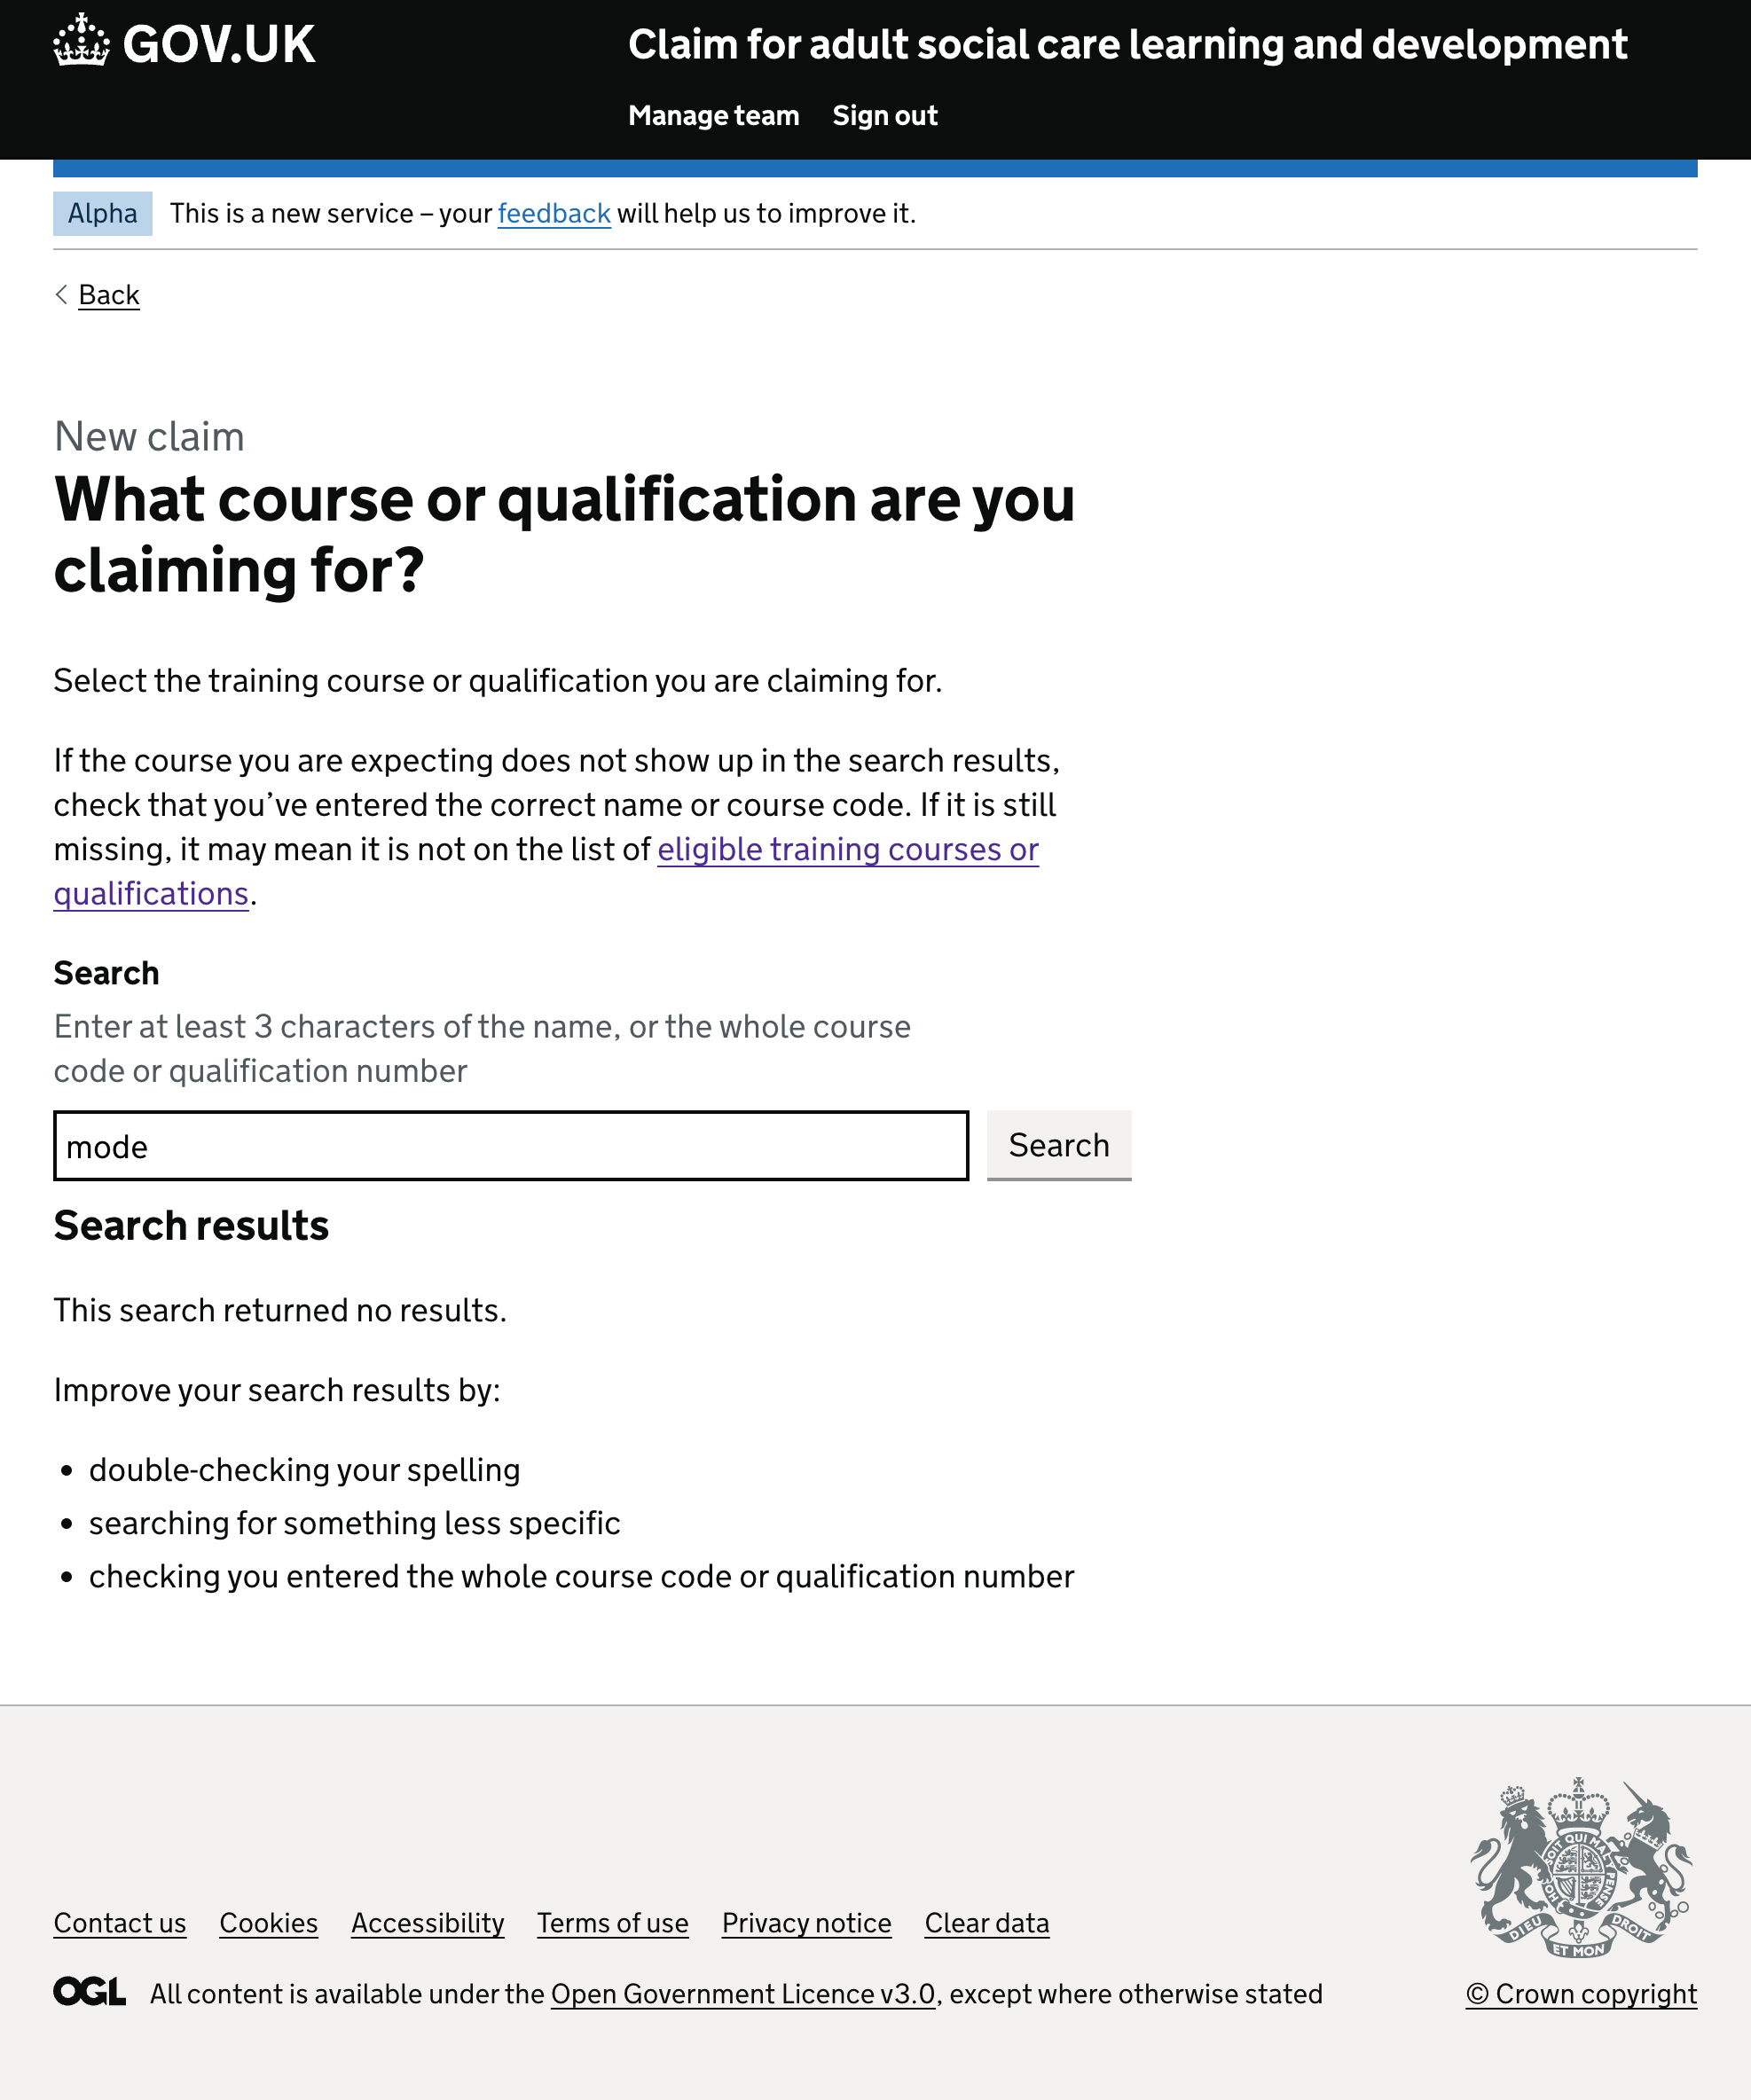 GOV.UK
Claim for adult social care learning and development
Manage team Sign out
Alpha This is a new service – your feedback will help us to improve it.
Back
New claim
What course or qualification are you
claiming for?
Select the training course or qualification you are claiming for.
If the course you are expecting does not show up in the search results,
check that you’ve entered the correct name or course code. If it is still
missing, it may mean it is not on the list of eligible training courses or
qualifications.
Search
Enter at least 3 characters of the name, or the whole course
code or qualification number
mode
Search
Search results
This search returned no results.
Improve your search results by:
• double-checking your spelling
• searching for something less specific
• checking you entered the whole course code or qualification number
DIEU ET MON DROIT
Contact us Cookies Accessibility Terms of use Privacy notice Clear data
OGL All content is available under the Open Government Licence v3.0, except where otherwise stated
© Crown copyright